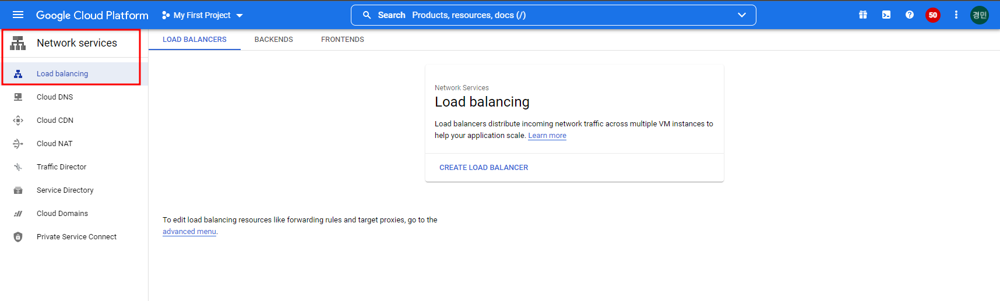 Google Cloud Platform
My First Project
Search Products, resources, docs (/)
50
경민
Network services
Load balancing
Cloud DNS
Cloud CDN
Cloud NAT
Traffic Director
Service Directory
Cloud Domains
Private Service Connect
LOAD BALANCERS BACKENDS FRONTENDS
Network Services
Load balancing
Load balancers distribute incoming network traffic across multiple VM instances to
help your application scale. Learn more
CREATE LOAD BALANCER
To edit load balancing resources like forwarding rules and target proxies, go to the
advanced menu.